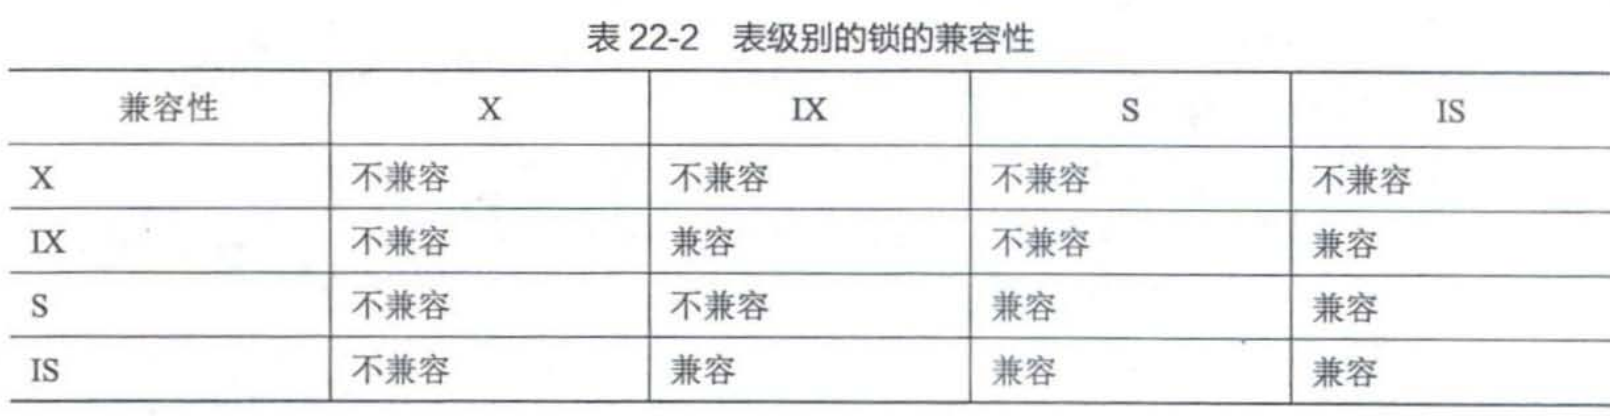 表 22-2 表级别的锁的兼容性
兼容性 X IX S IS
X 不兼容 不兼容 不兼容 不兼容
IX 不兼容 兼容 不兼容 兼容
S 不兼容 不兼容 兼容 兼容
IS 不兼容 兼容 兼容 兼容